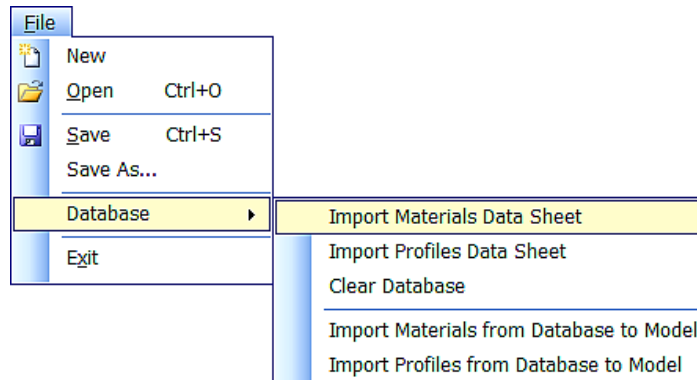 File
New
Open Ctrl+O
Save Ctrl+S
Save As...
Database
Exit
Import Materials Data Sheet
Import Profiles Data Sheet
Clear Database
Import Materials from Database to Model
Import Profiles from Database to Model